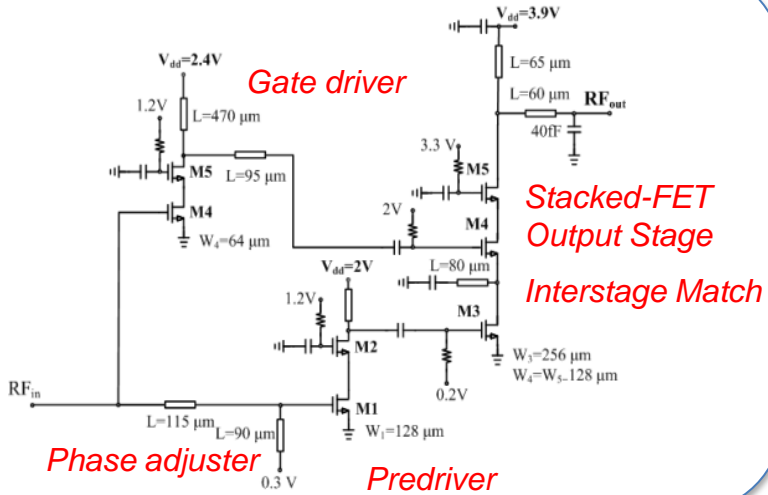 Vdd=3.9V
Vdd=2.4V
Gate driver
L=65 μm
L=60 μm
RFout
1.2V
L=470 μm
40fF
3.3 V
M5
M5
L=95 μm
Stacked-FET
Output Stage
M4
2V
M4
W4=64 μm
Vdd=2V
L=80 μm
Interstage Match
1.2V
M3
M2
W3=256 μm
W4=W5=128 μm
0.2V
RFin
M1
L=115 μm
L=90 μm
W1=128 μm
Phase adjuster
0.3 V
Predriver